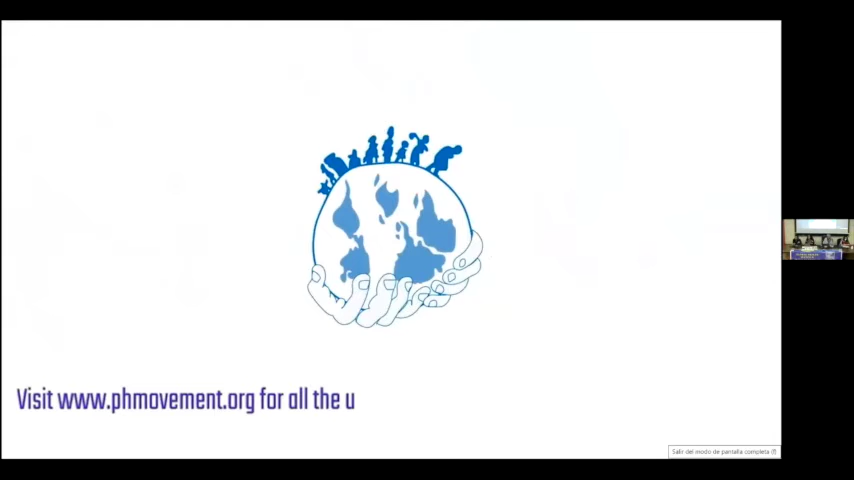 Visit www.phmovement.org for all the u
Salir del modo de pantalla completa (f)